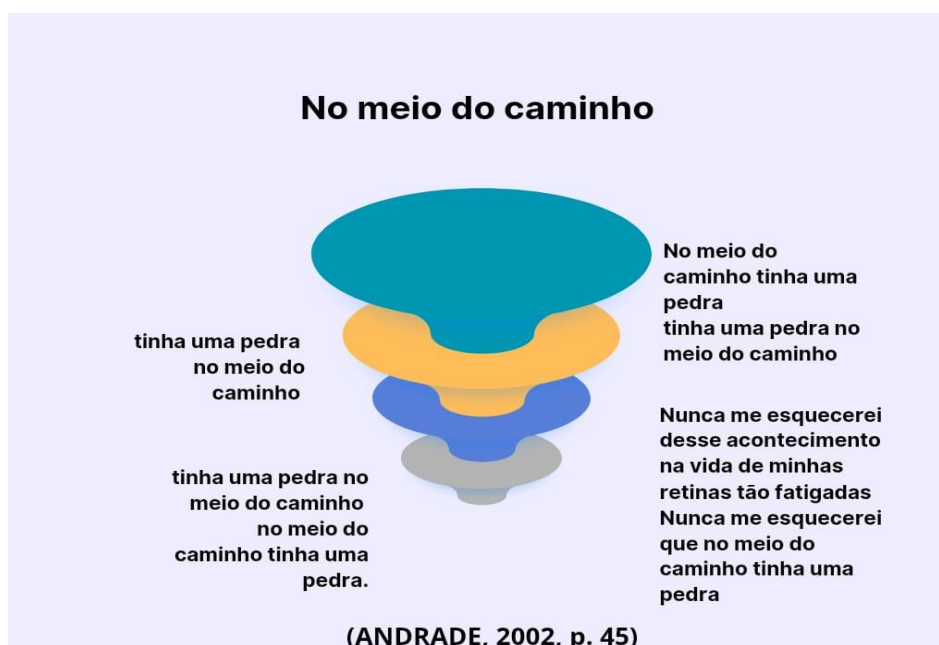 No meio do caminho
No meio do
caminho tinha uma
pedra
tinha uma pedra no
meio do caminho
tinha uma pedra
no meio do
caminho
Nunca me esquecerei
desse acontecimento
na vida de minhas
retinas tão fatigadas
Nunca me esquecerei
que no meio do
caminho tinha uma
pedra
tinha uma pedra no
meio do caminho
no meio do
caminho tinha uma
pedra.
(ANDRADE, 2002, p. 45)